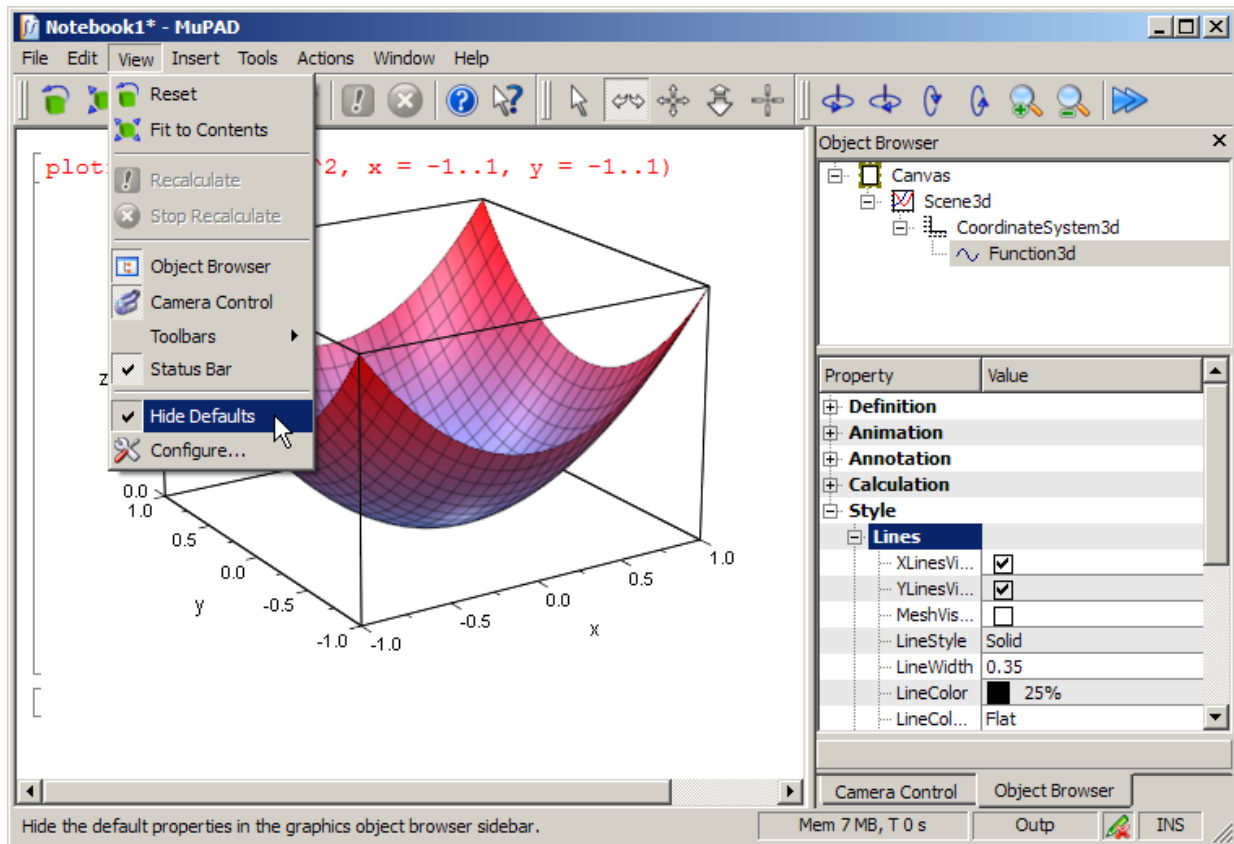 Notebook1* - MuPAD
File Edit View Insert Tools Actions Window Help
Reset
Fit to Contents
Recalculate
Stop Recalculate
Object Browser
Camera Control
Toolbars
Status Bar
Hide Defaults
Configure...
plot
^2, x = -1..1, y = -1..1)
z
0.0
1.0
0.5
0.0
y
-0.5
-1.0
-1.0
-0.5
0.0
x
0.5
1.0
Object Browser
Canvas
Scene3d
CoordinateSystem3d
Function3d
Property Value
Definition
Animation
Annotation
Calculation
Style
Lines
XLinesVi...
YLinesVi...
MeshVis...
LineStyle Solid
LineWidth 0.35
LineColor 25%
LineCol... Flat
Camera Control Object Browser
Hide the default properties in the graphics object browser sidebar.
Mem 7 MB, T 0 s Outp INS